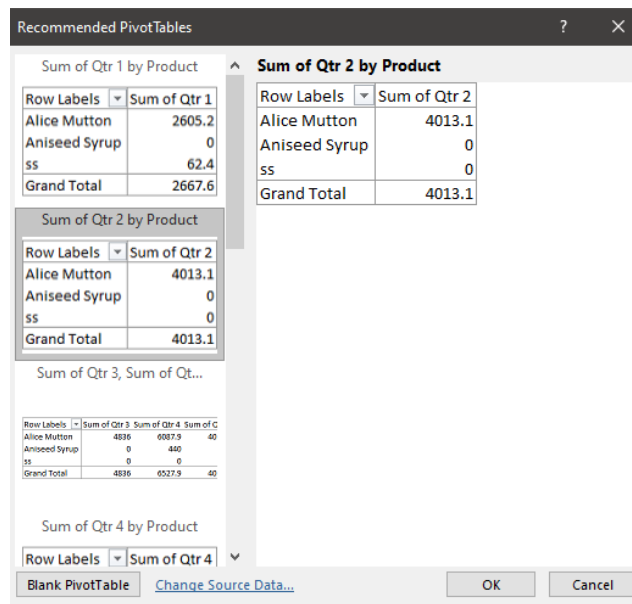 Recommended PivotTables ?
Sum of Qtr 1 by Product
Row Labels Sum of Qtr 1
Alice Mutton 2605.2
Aniseed Syrup 0
ss 62.4
Grand Total 2667.6
Sum of Qtr 2 by Product
Row Labels Sum of Qtr 2
Alice Mutton 4013.1
Aniseed Syrup 0
ss 0
Grand Total 4013.1
Sum of Qtr 3, Sum of Qt...
Row Labels Sum of Qtr 3 Sum of Qtr 4 Sum of Q
Alice Mutton 4836 6087.9 40
Aniseed Syrup 0 440
ss 0 0
Grand Total 4836 6527.9 40
Sum of Qtr 4 by Product
Row Labels Sum of Qtr 4
Sum of Qtr 2 by Product
Row Labels Sum of Qtr 2
Alice Mutton 4013.1
Aniseed Syrup 0
ss 0
Grand Total 4013.1
Blank PivotTable Change Source Data... OK Cancel